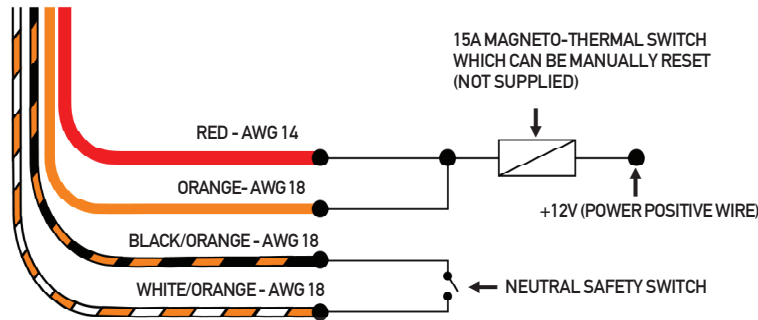 15A MAGNETO-THERMAL SWITCH
WHICH CAN BE MANUALLY RESET
(NOT SUPPLIED)
RED - AWG 14
ORANGE- AWG 18
+12V (POWER POSITIVE WIRE)
BLACK/ORANGE - AWG 18
WHITE/ORANGE - AWG 18
NEUTRAL SAFETY SWITCH